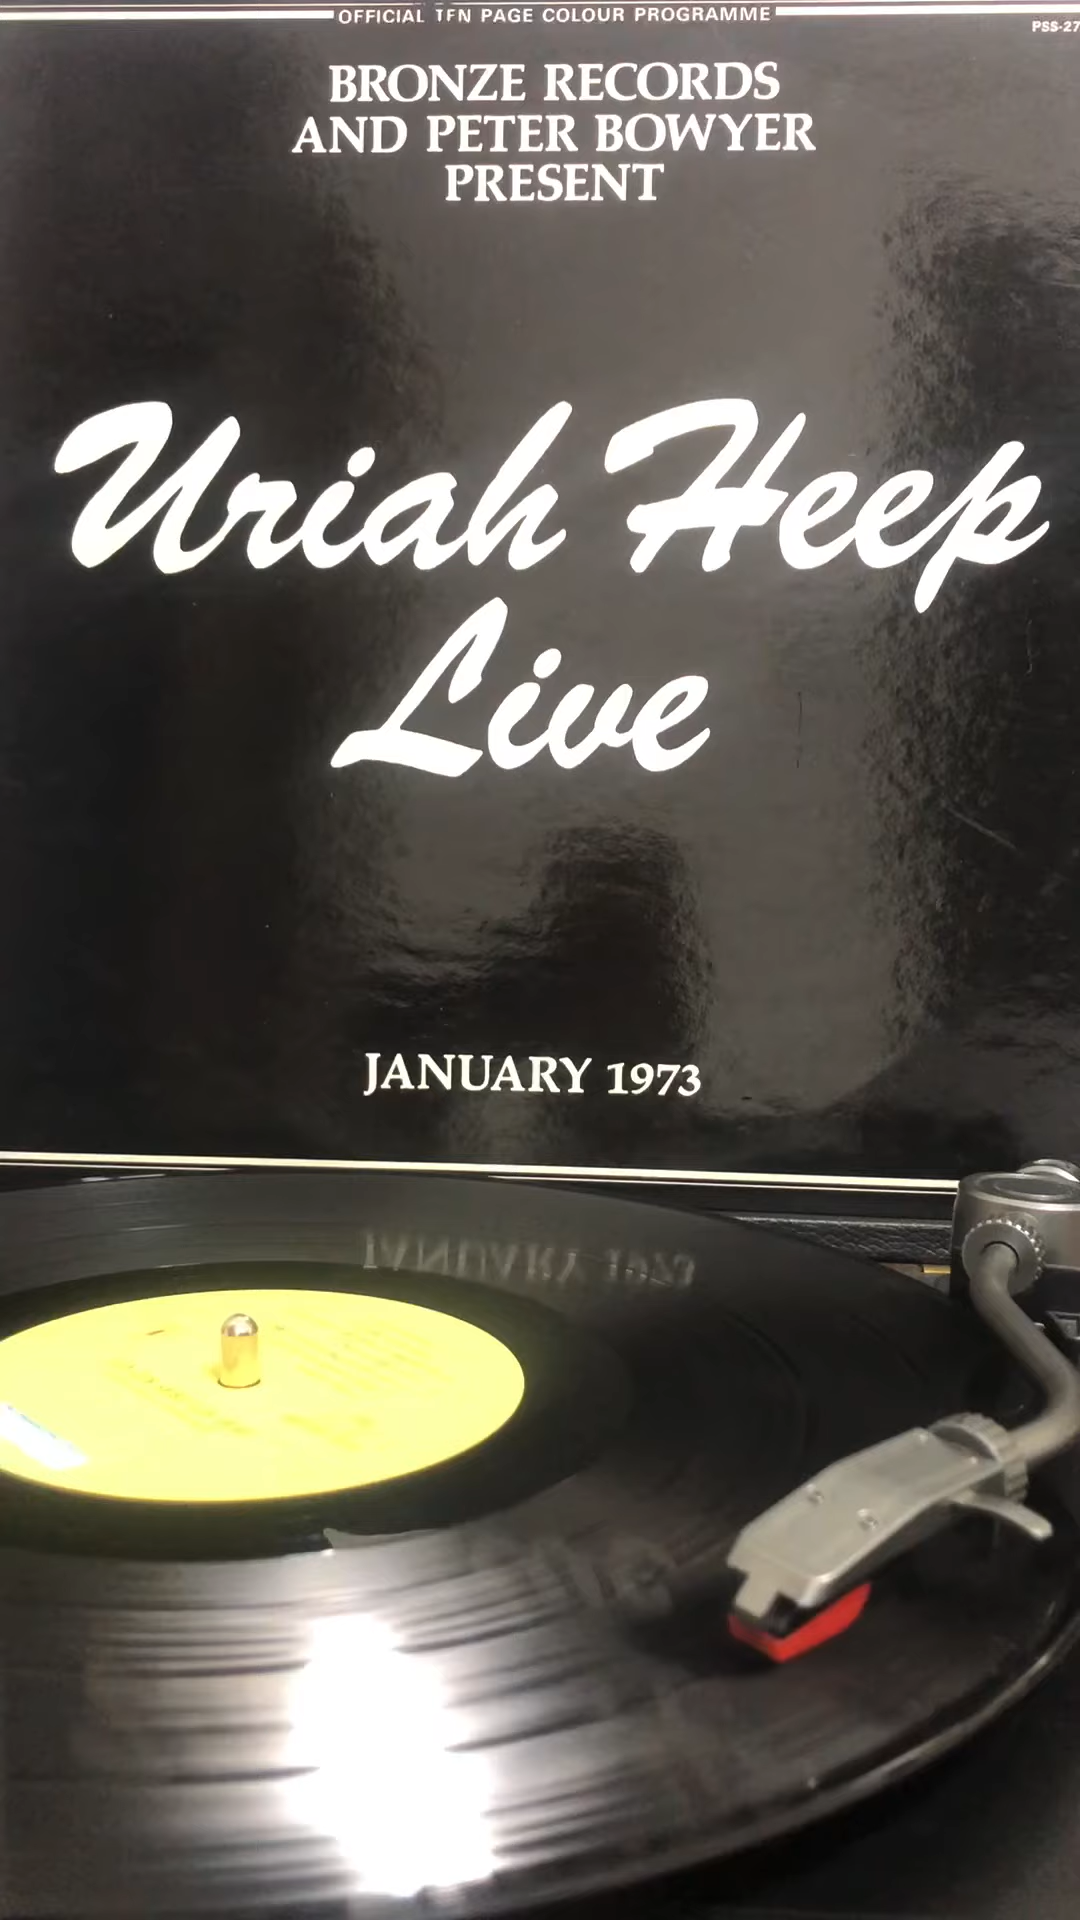 OFFICIAL TEN PAGE COLOUR PROGRAMME
PSS-27
BRONZE RECORDS
AND PETER BOWYER
PRESENT
Uriah Heep
Live
JANUARY 1973